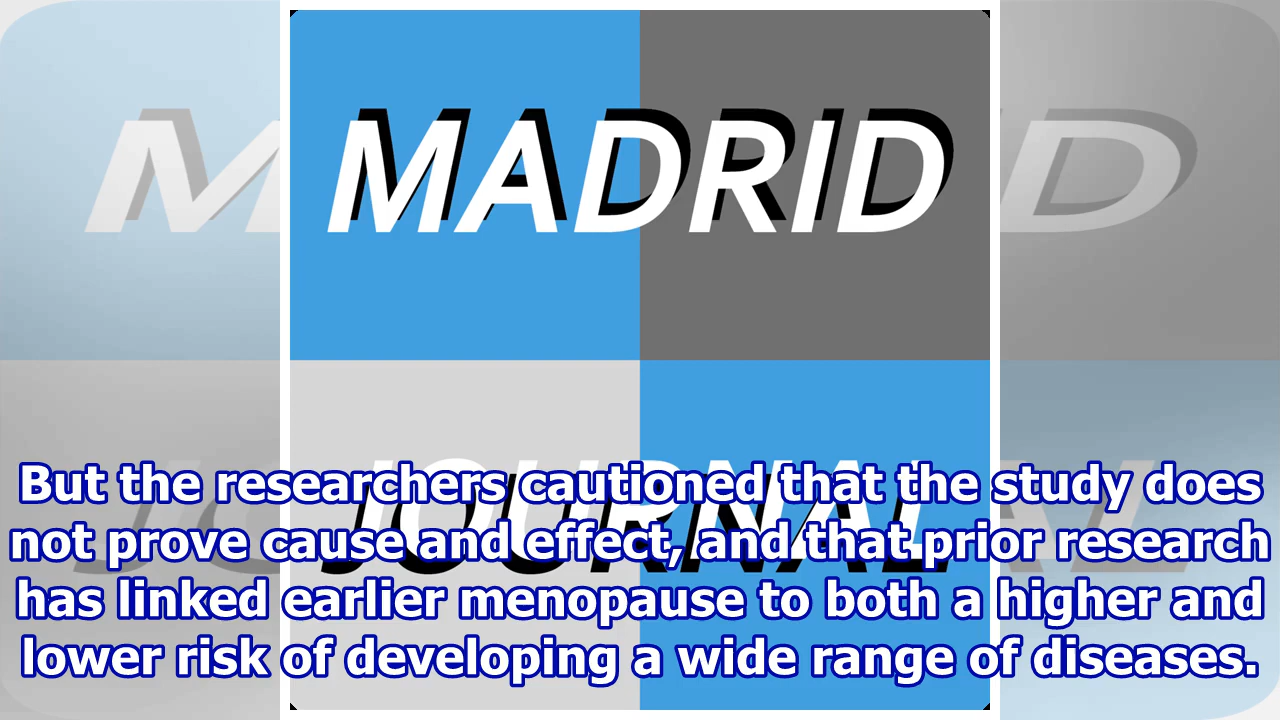 MADRID
JOURNAL
But the researchers cautioned that the study does
not prove cause and effect, and that prior research
has linked earlier menopause to both a higher and
lower risk of developing a wide range of diseases.